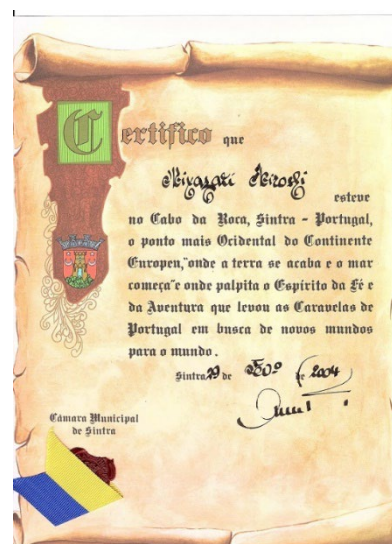 Certifico que
Miyazaki Hiroshi
esteve
no Cabo da Roca, Sintra - Portugal,
o ponto mais Ocidental do Continente
Europeu,"onde a terra se acaba e o mar
começa"e onde palpita o Espírito da Fé e
da Aventura que levou as Caravelas de
Portugal em busca de novos mundos
para o mundo.
Sintra 29 de de 2004
Câmara Municipal
de Sintra